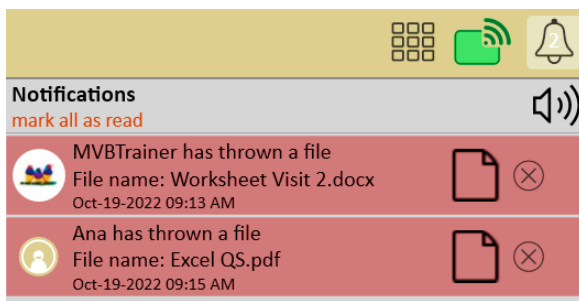 2
Notifications
mark all as read
MVBTrainer has thrown a file
File name: Worksheet Visit 2.docx
Oct-19-2022 09:13 AM
Ana has thrown a file
File name: Excel QS.pdf
Oct-19-2022 09:15 AM